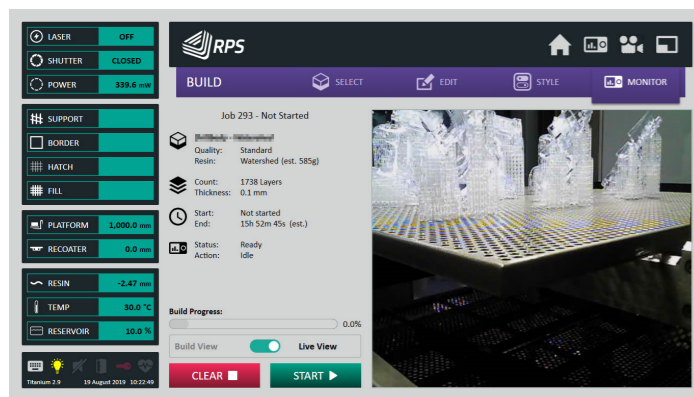 LASER OFF
SHUTTER CLOSED
POWER 339.6 mW
SUPPORT
BORDER
HATCH
FILL
PLATFORM 1,000.0 mm
RECOATER 0.0 mm
RESIN -2.47 mm
TEMP 30.0 °C
RESERVOIR 10.0 %
Titanium 2.9 19 August 2019 10:22:49
RPS
BUILD SELECT EDIT STYLE MONITOR
Job 293 - Not Started
Quality: Standard
Resin: Watershed (est. 585g)
Count: 1738 Layers
Thickness: 0.1 mm
Start: Not started
End: 15h 52m 45s (est.)
Status: Ready
Action: Idle
Build Progress:
0.0%
Build View Live View
CLEAR START